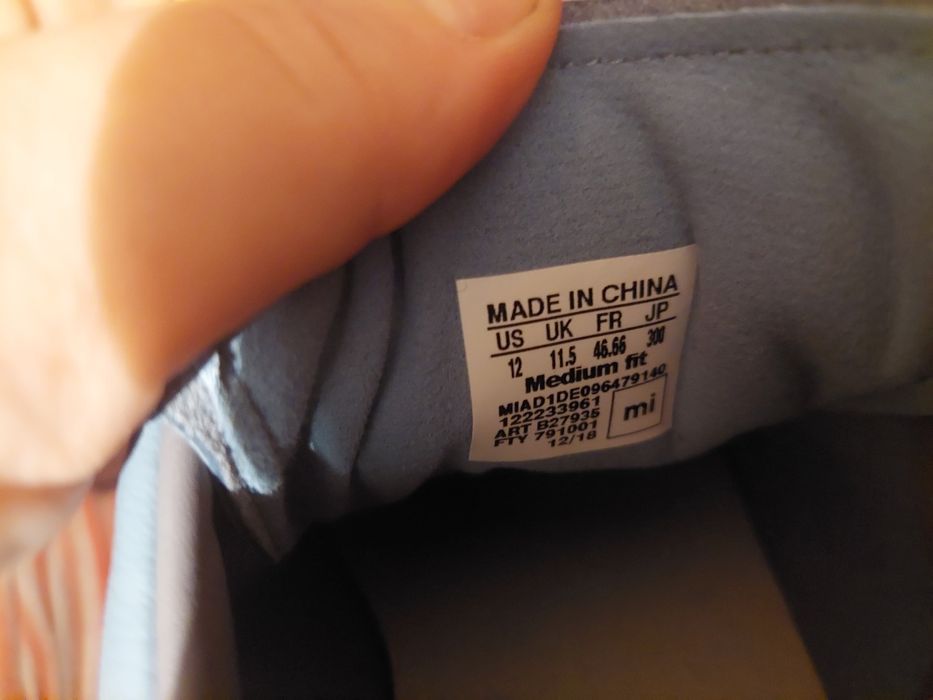 MADE IN CHINA
US UK FR JP
12 11.5 46.66 300
Medium fit
MIAD1DE096479140
122233961
ART B27935
FTY 791001
12/18
mi